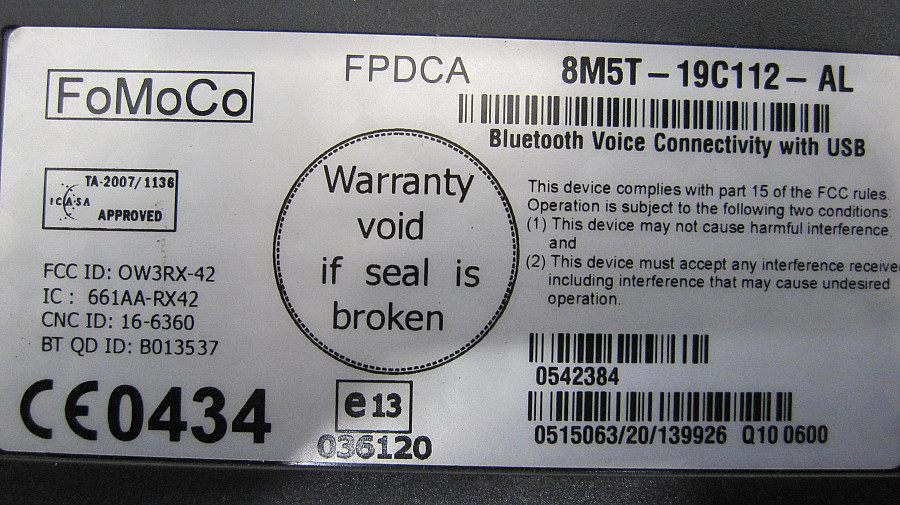 FoMoCo
FPDCA
8M5T-19C112-AL
Bluetooth Voice Connectivity with USB
TA-2007/1136
ICASA
APPROVED
Warranty
void
if seal is
broken
This device complies with part 15 of the FCC rules.
Operation is subject to the following two conditions:
(1) This device may not cause harmful interference,
and
(2) This device must accept any interference receive
including interference that may cause undesired
operation.
FCC ID: OW3RX-42
IC : 661AA-RX42
CNC ID: 16-6360
BT QD ID: B013537
CE0434
e13
036120
0542384
0515063/20/139926 Q10 0600